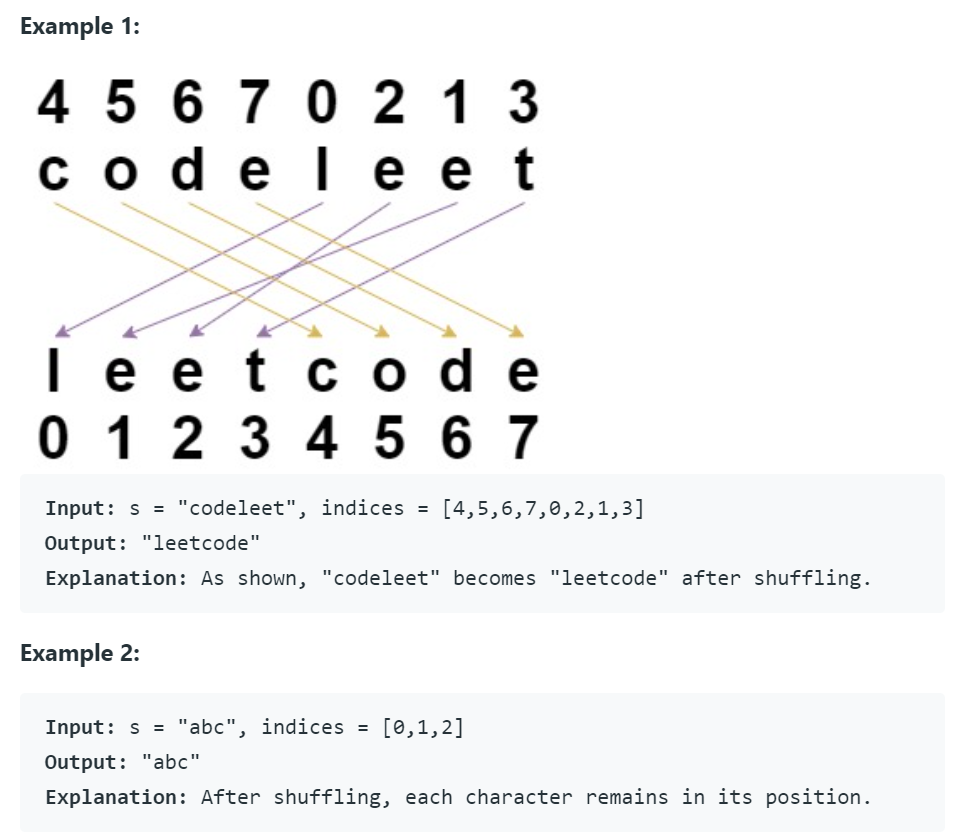 Example 1:
4 5 6 7 0 2 1 3
c o d e l e e t
l e e t c o d e
0 1 2 3 4 5 6 7
Input: s = "codeleet", indices = [4,5,6,7,0,2,1,3]
Output: "leetcode"
Explanation: As shown, "codeleet" becomes "leetcode" after shuffling.
Example 2:
Input: s = "abc", indices = [0,1,2]
Output: "abc"
Explanation: After shuffling, each character remains in its position.